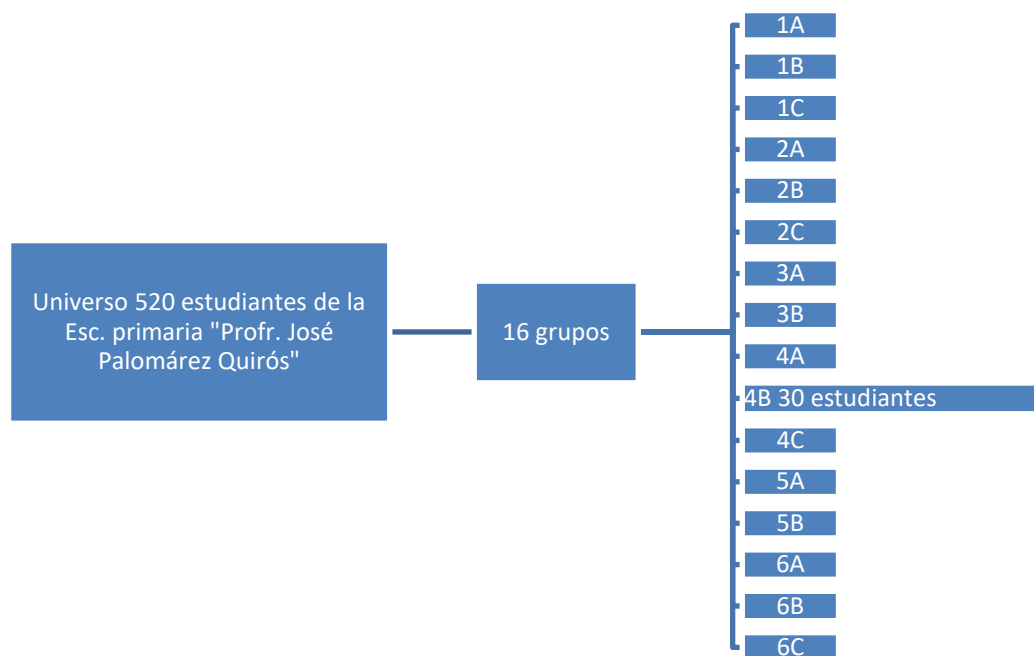 Universo 520 estudiantes de la
Esc. primaria "Profr. José
Palomárez Quirós"
16 grupos
1A
1B
1C
2A
2B
2C
3A
3B
4A
4B 30 estudiantes
4C
5A
5B
6A
6B
6C